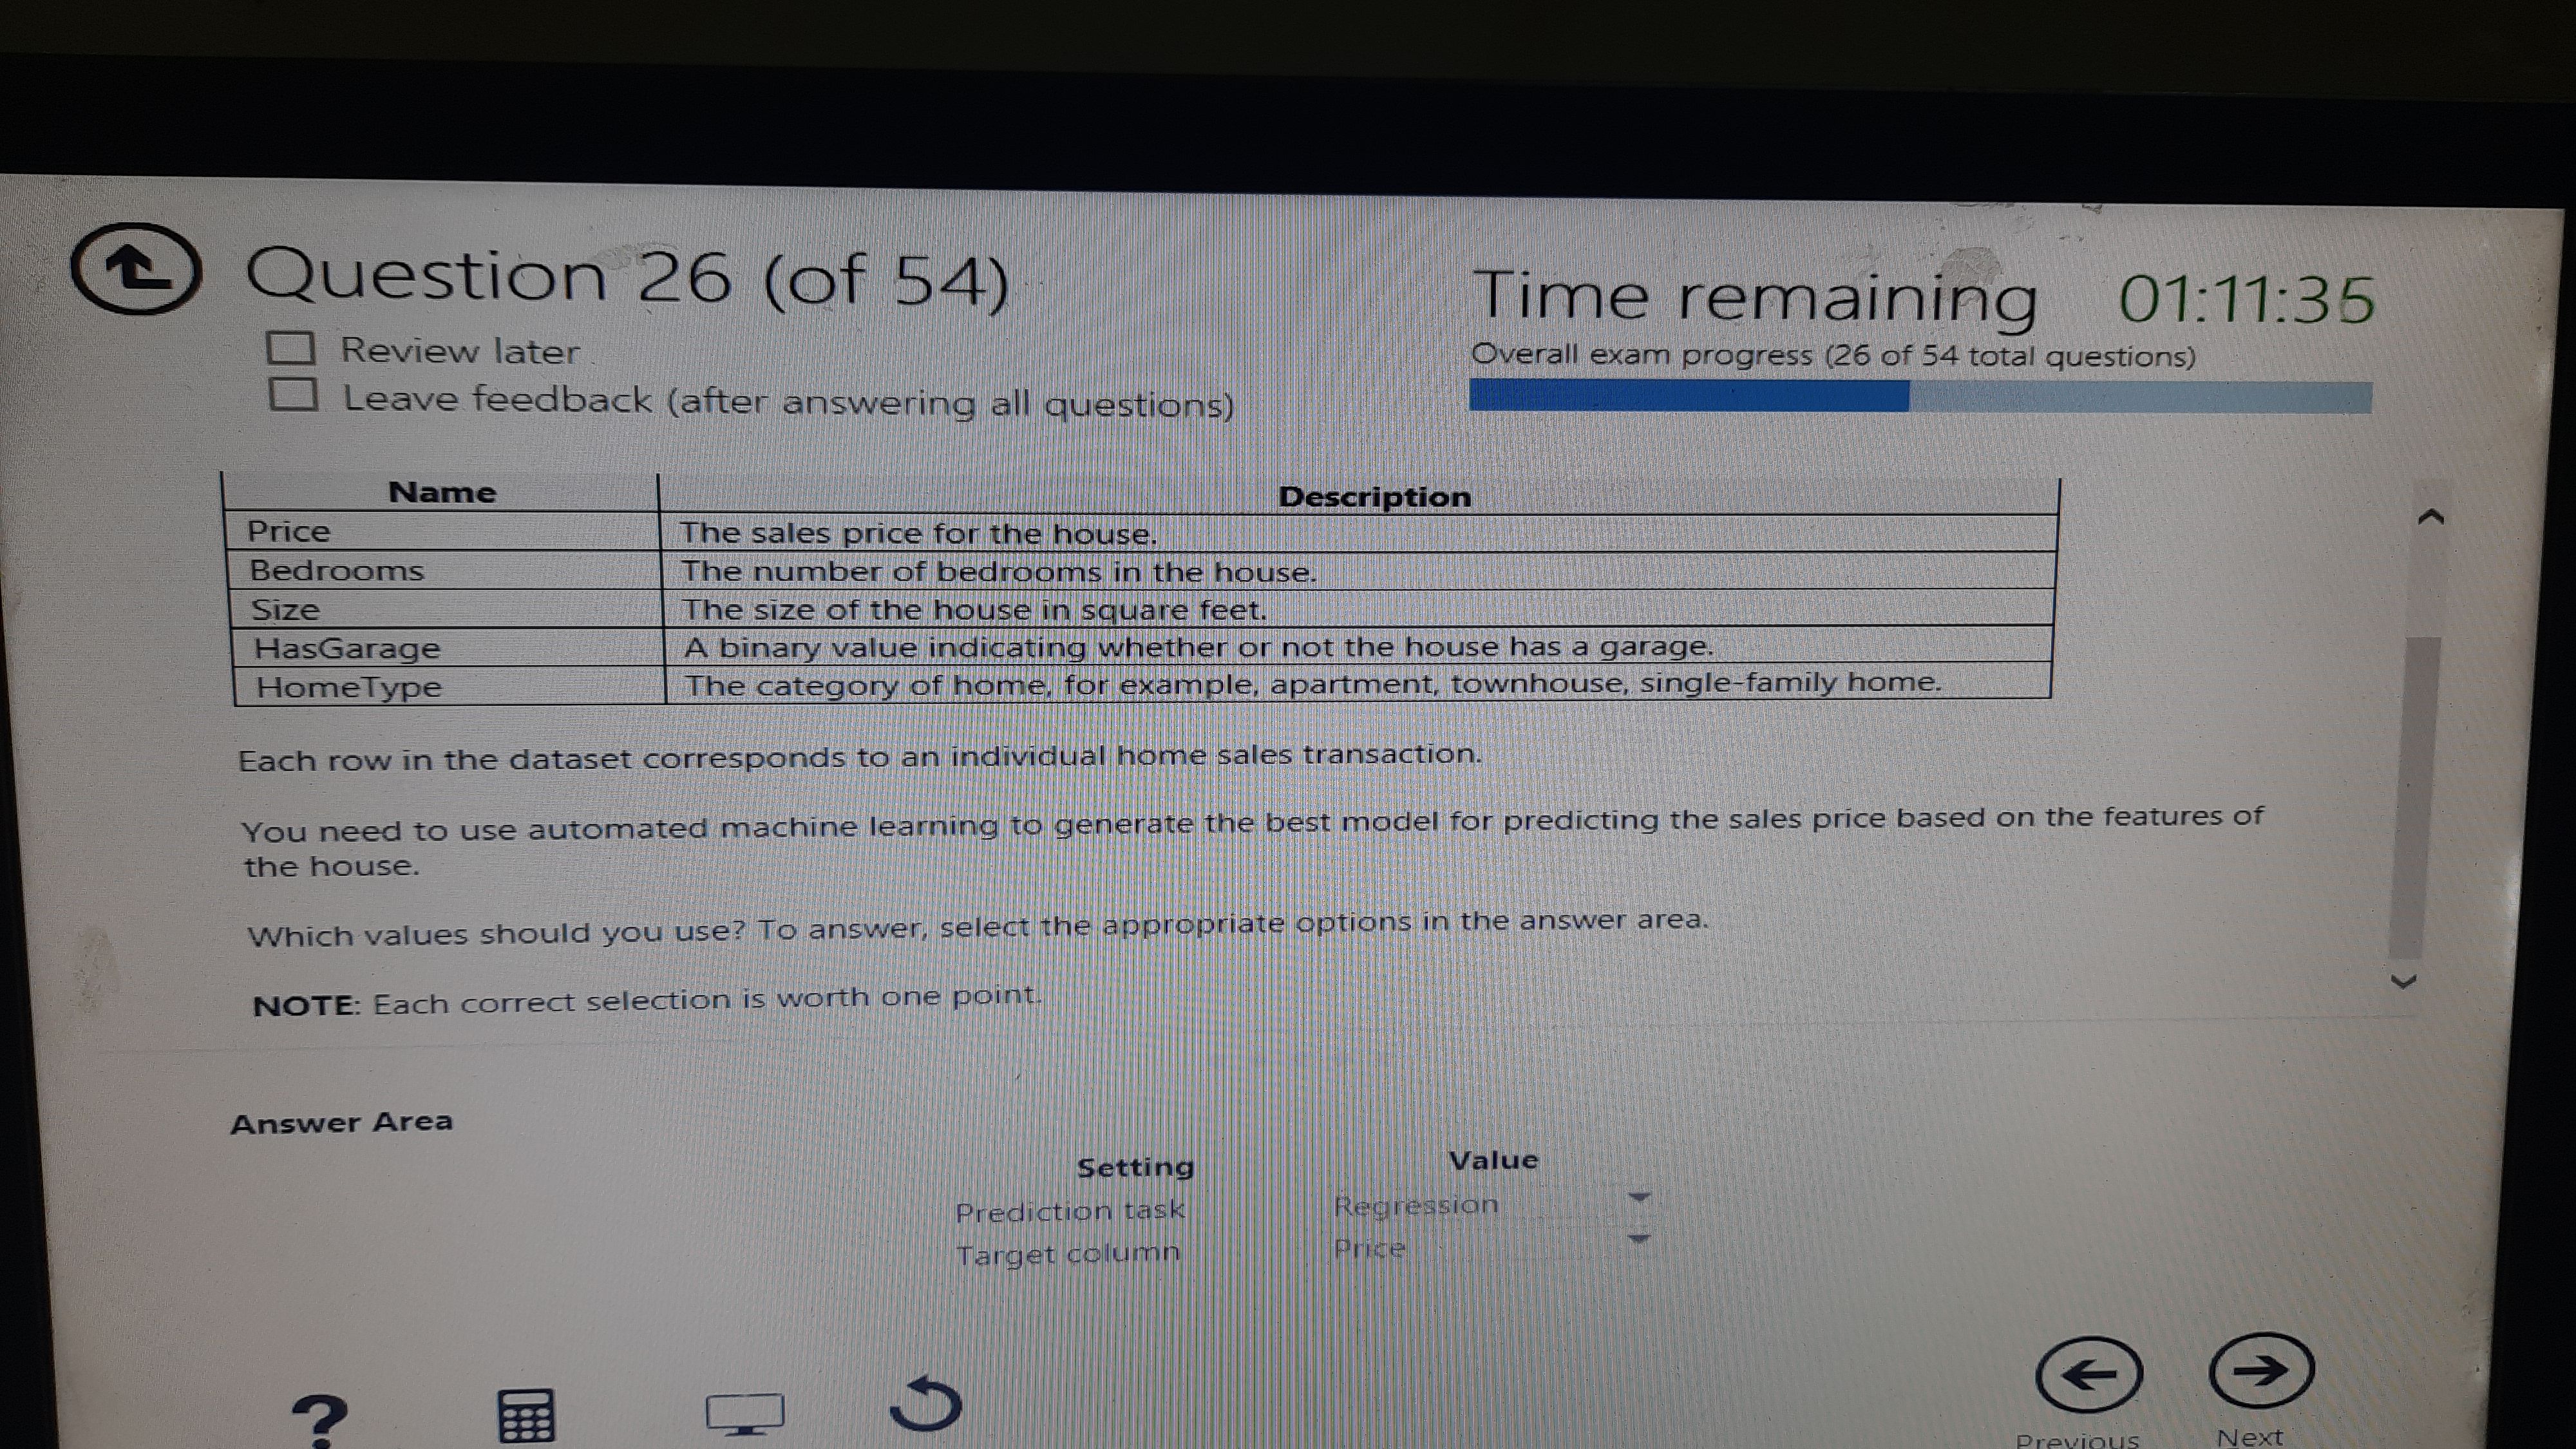 Question 26 (of 54)
Time remaining 01:11:35
Review later
Overall exam progress (26 of 54 total questions)
Leave feedback (after answering all questions)
Name Description
Price The sales price for the house.
Bedrooms The number of bedrooms in the house.
Size The size of the house in square feet.
HasGarage A binary value indicating whether or not the house has a garage.
HomeType The category of home, for example, apartment, townhouse, single-family home.
Each row in the dataset corresponds to an individual home sales transaction.
You need to use automated machine learning to generate the best model for predicting the sales price based on the features of
the house.
Which values should you use? To answer, select the appropriate options in the answer area.
NOTE: Each correct selection is worth one point.
Answer Area
Setting Value
Prediction task Regression
Target column Price
Previous Next